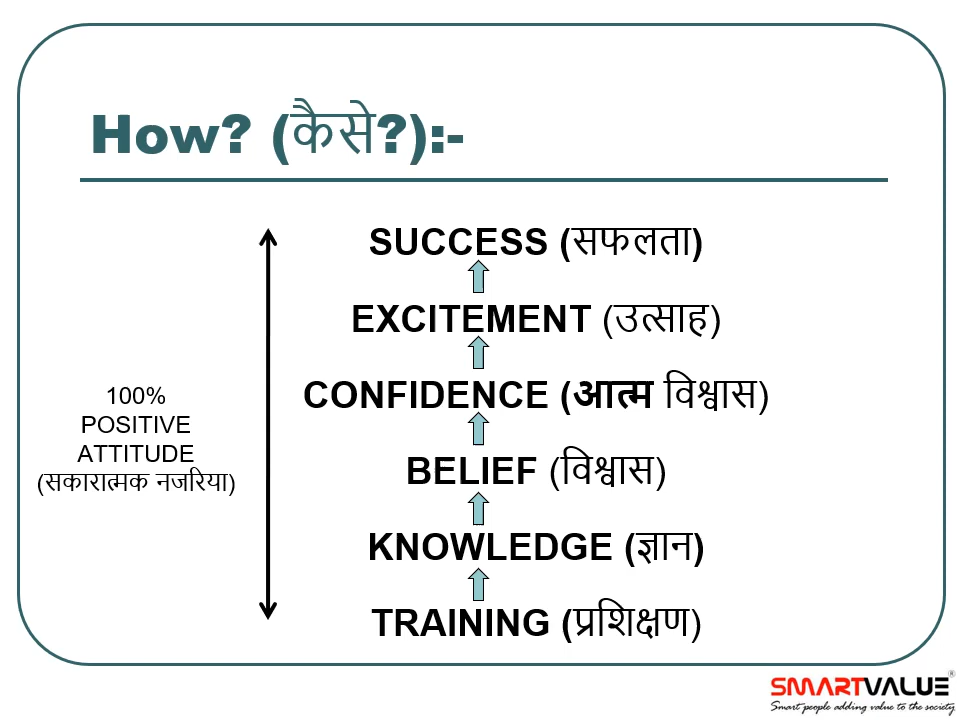 How? (कैसे?):-
SUCCESS (सफलता)
EXCITEMENT (उत्साह)
CONFIDENCE (आत्म विश्वास)
BELIEF (विश्वास)
KNOWLEDGE (ज्ञान)
TRAINING (प्रशिक्षण)
100%
POSITIVE
ATTITUDE
(सकारात्मक नजरिया)
SMARTVALUE®
Smart people adding value to the society